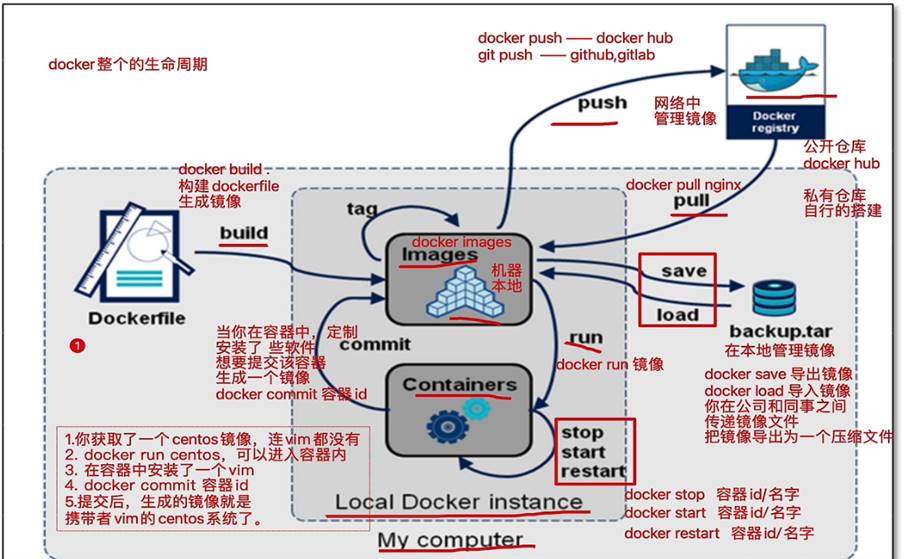 docker整个的生命周期
docker push —— docker hub
git push —— github,gitlab
push
网络中
管理镜像
Docker
registry
公开仓库
docker hub
私有仓库
自行的搭建
docker build .
构建 dockerfile
生成镜像
build
tag
docker pull nginx
pull
docker images
Images
机器
本地
save
load
backup.tar
在本地管理镜像
Dockerfile
1
当你在容器中， 定制
安装了 些软件
想要提交该容器
生成一个镜像
docker commit 容器id
commit
run
docker run 镜像
docker save 导出镜像
docker load 导入镜像
你在公司和同事之间
传递镜像文件
把镜像导出为一个压缩文件
Containers
stop
start
restart
1.你获取了一个centos镜像，连vim都没有
2. docker run centos，可以进入容器内
3. 在容器中安装了一个vim
4. docker commit 容器id
5.提交后，生成的镜像就是
携带者vim的centos系统了。
Local Docker instance
docker stop 容器id/名字
docker start 容器id/名字
docker restart 容器id/名字
My computer